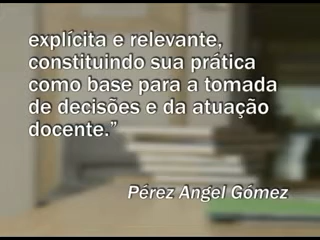 explícita e relevante,
constituindo sua prática
como base para a tomada
de decisões e da atuação
docente.”
Pérez Angel Gómez